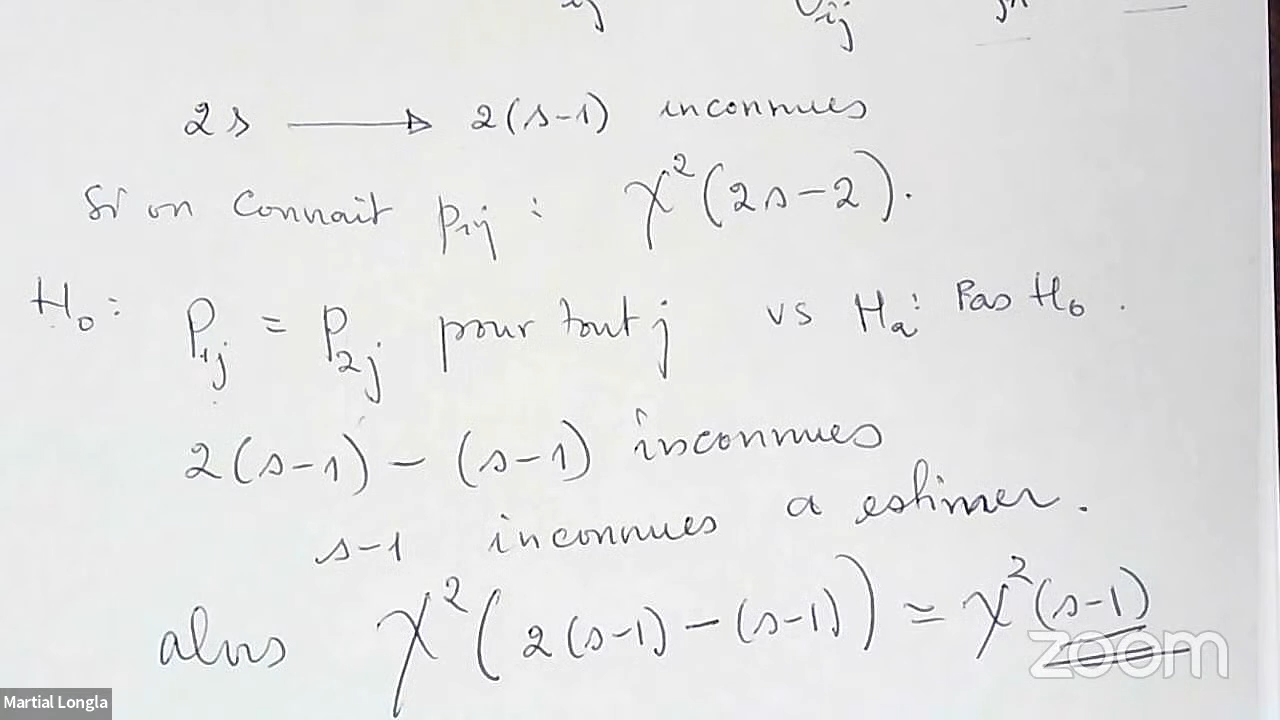 2s → 2(s-1) inconnues
Si on connait p_ij : χ²(2s-2).
H₀: P_1j = P_2j pour tout j vs H_a: Pas H₀.
2(s-1) - (s-1) inconnues
s-1 inconnues a estimer.
alors χ²(2(s-1) - (s-1)) = χ²(s-1)
zoom
Martial Longla